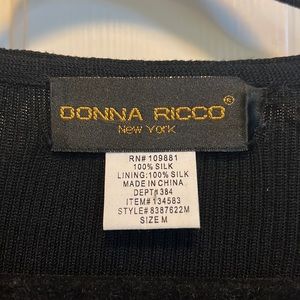 DONNA RICCO®
New York
RN# 109881
100% SILK
LINING:100% SILK
MADE IN CHINA
DEPT#384
ITEM#134583
STYLE# 8387622M
SIZE M